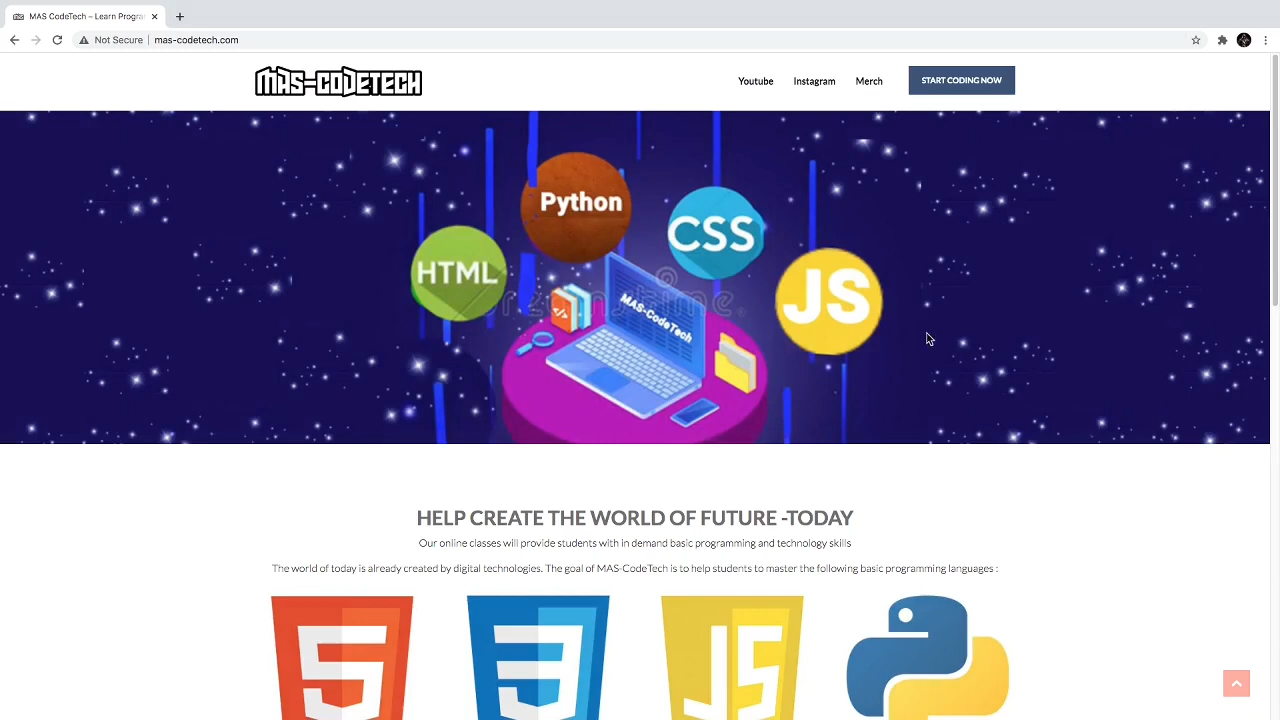 MAS CodeTech – Learn Progra
Not Secure
mas-codetech.com
MAS-CODETECH
Youtube
Instagram
Merch
START CODING NOW
Python
CSS
HTML
JS
MAS-CodeTech
HELP CREATE THE WORLD OF FUTURE -TODAY
Our online classes will provide students with in demand basic programming and technology skills
The world of today is already created by digital technologies. The goal of MAS-CodeTech is to help students to master the following basic programming languages :
JS